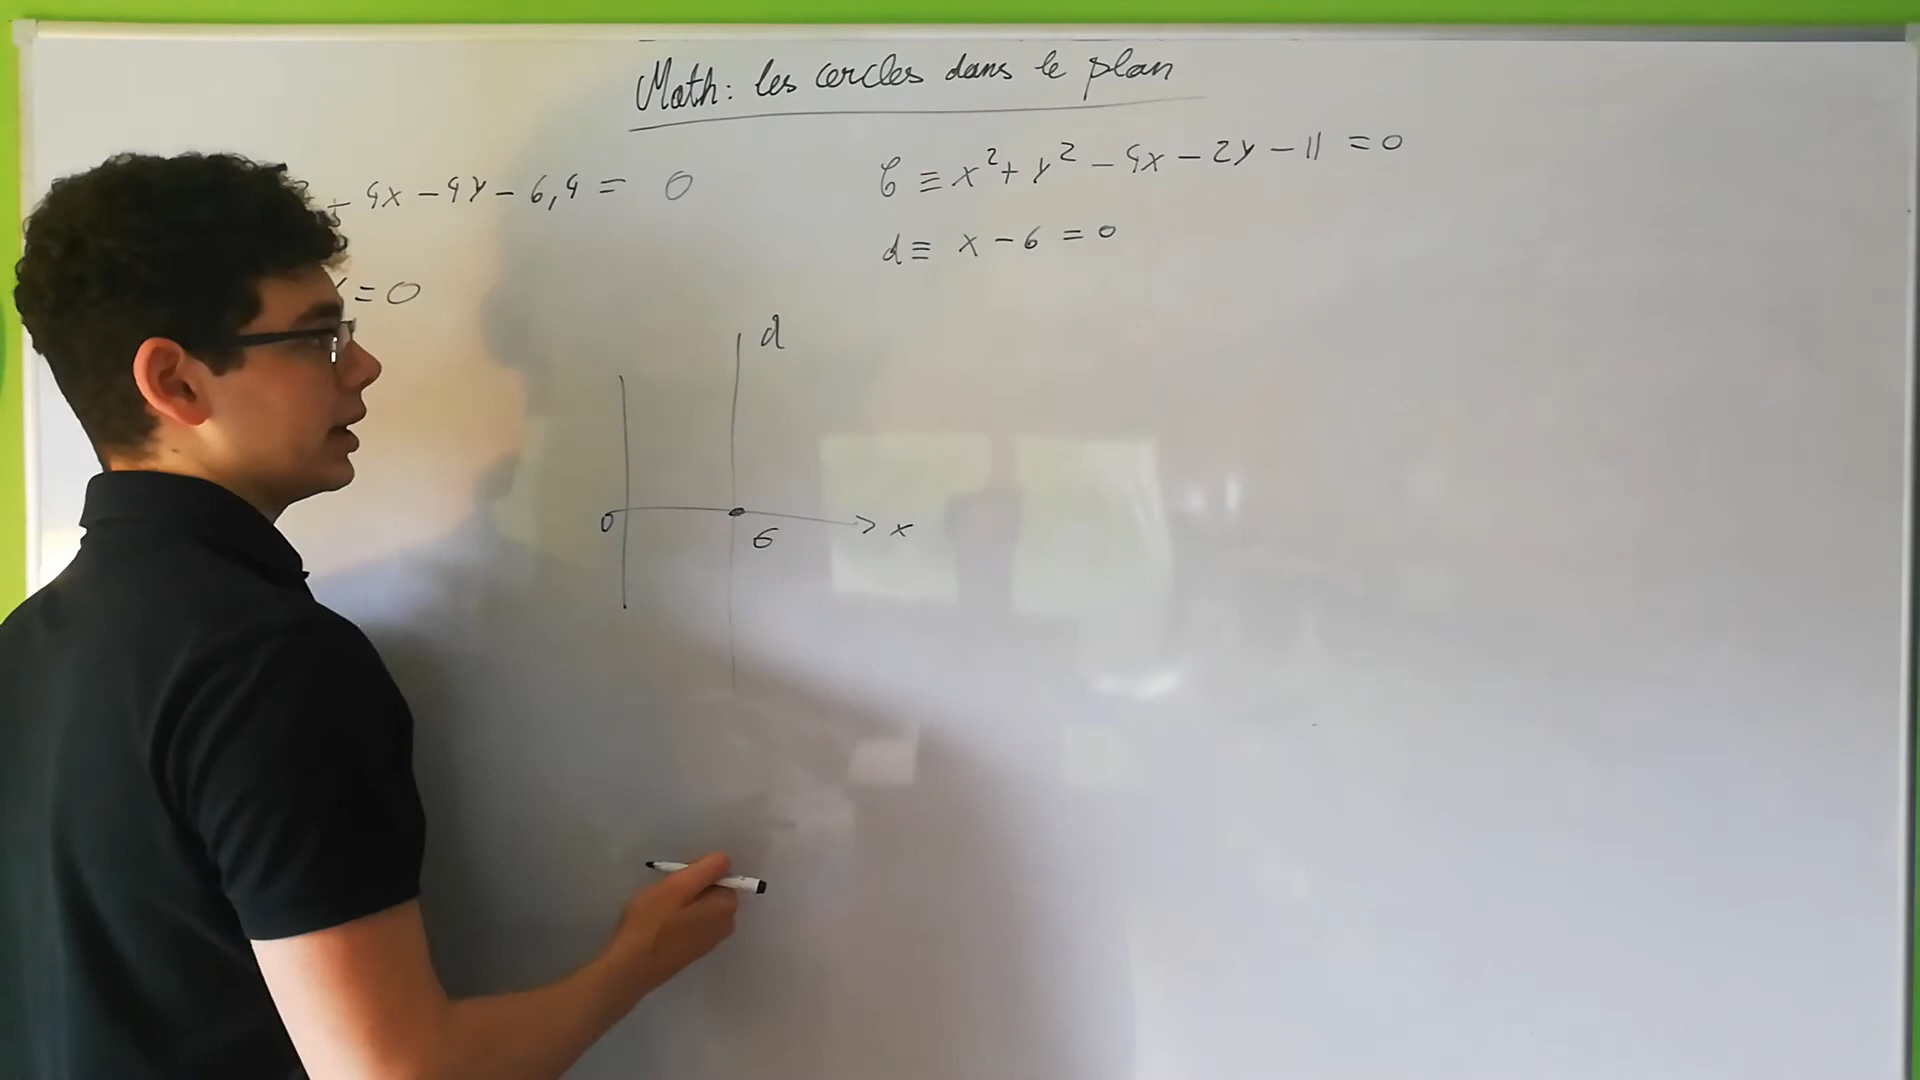 Math: les cercles dans le plan
+ 4x - 4y - 6,4 = 0
= 0
C ≡ x² + y² - 4x - 2y - 11 = 0
d ≡ x - 6 = 0
d
0
6
x